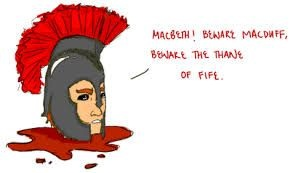 MACBETH! BEWARE MACDUFF,
BEWARE THE THANE
OF FIFE.